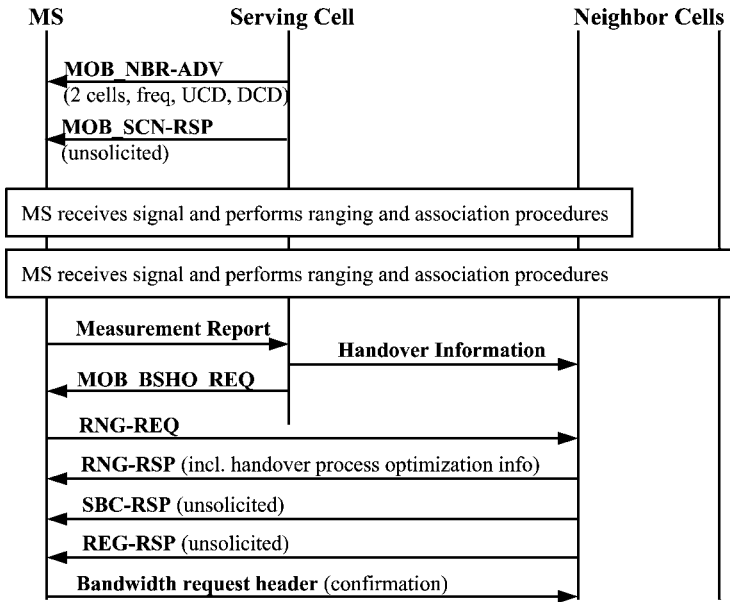 MS Serving Cell Neighbor Cells
MOB_NBR-ADV
(2 cells, freq, UCD, DCD)
MOB_SCN-RSP
(unsolicited)
MS receives signal and performs ranging and association procedures
MS receives signal and performs ranging and association procedures
Measurement Report
Handover Information
MOB_BSHO_REQ
RNG-REQ
RNG-RSP (incl. handover process optimization info)
SBC-RSP (unsolicited)
REG-RSP (unsolicited)
Bandwidth request header (confirmation)